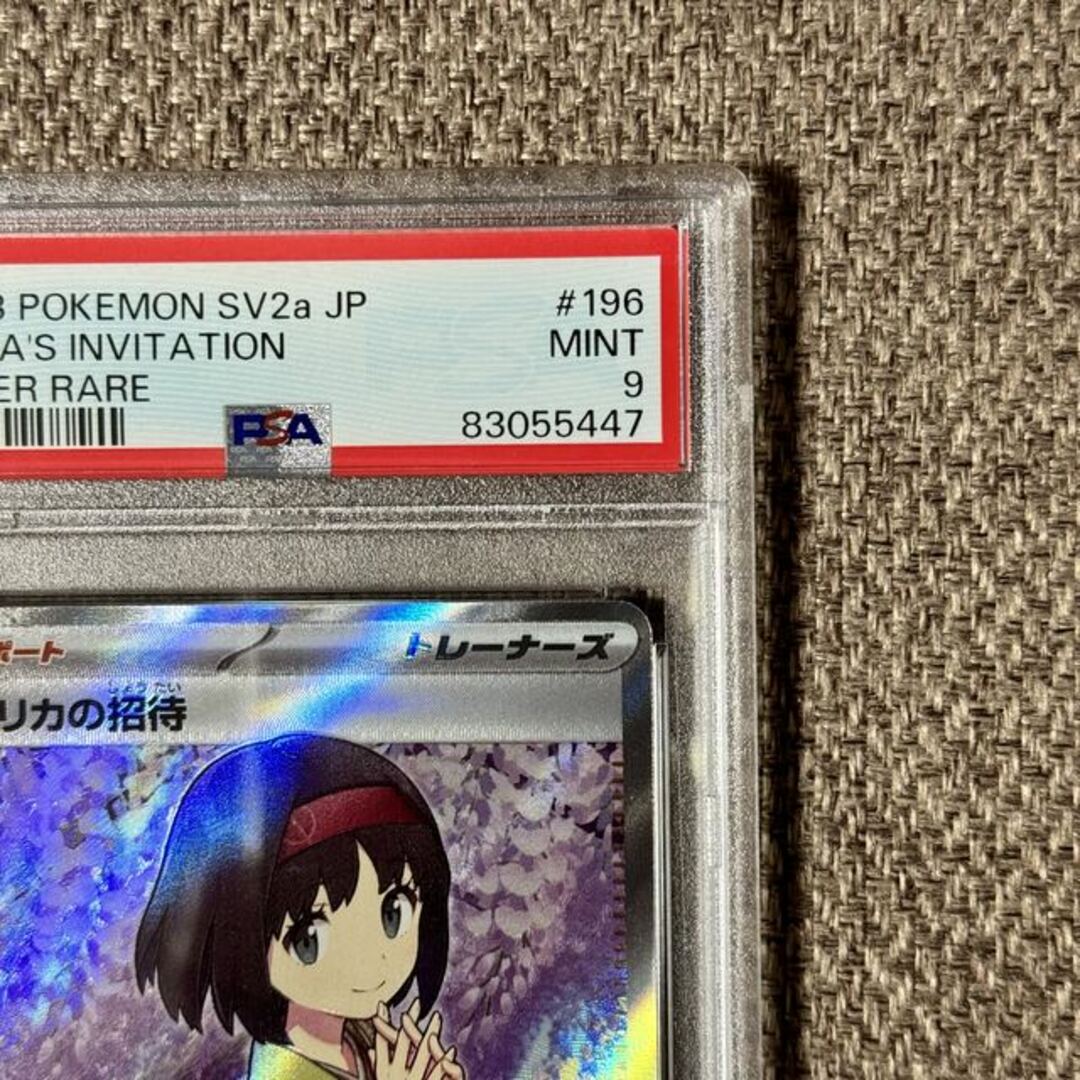 3 POKEMON SV2a JP #196
A'S INVITATION MINT
ER RARE 9
PSA 83055447
ポート トレーナーズ
しょうたい
リカの招待